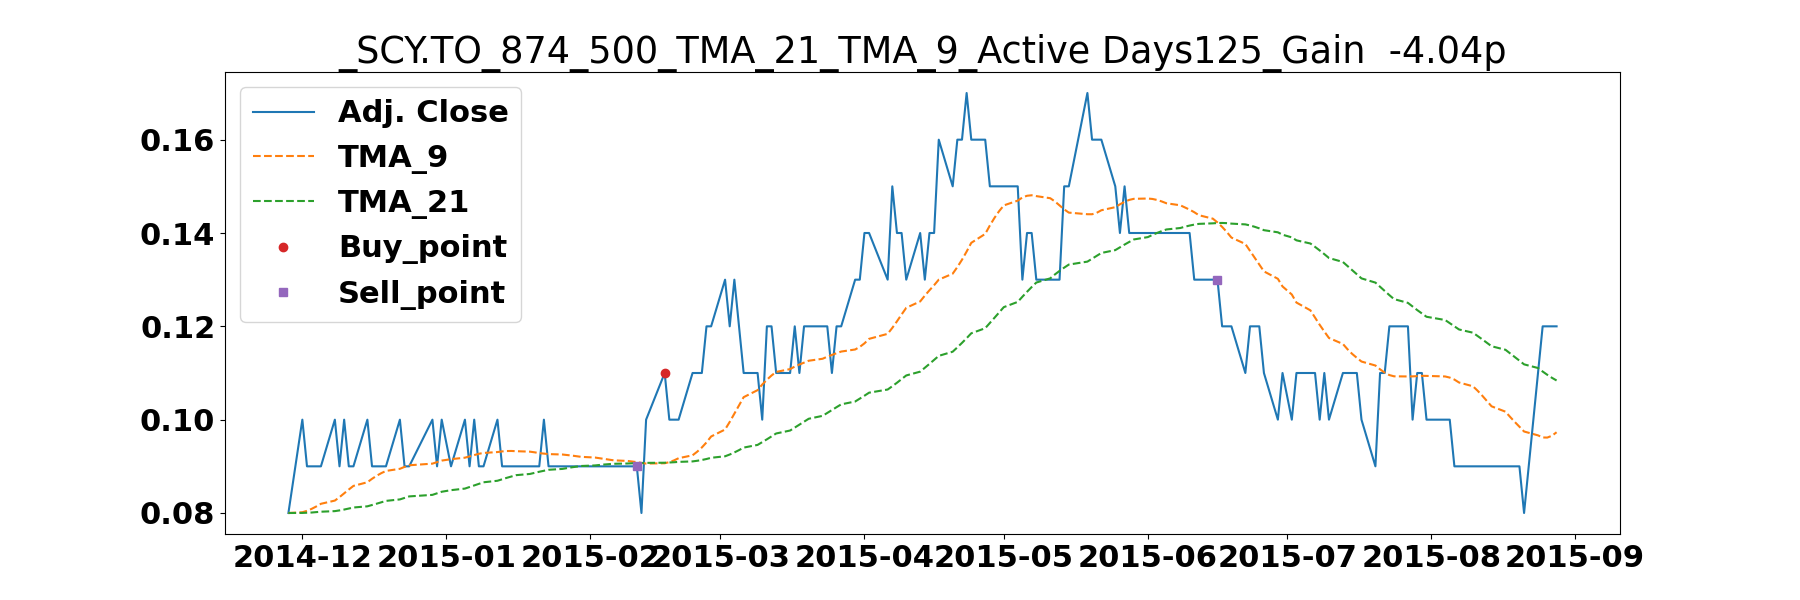 _SCY.TO_874_500_TMA_21_TMA_9_Active Days125_Gain  -4.04p
Adj. Close
TMA_9
TMA_21
Buy_point
Sell_point
0.16
0.14
0.12
0.10
0.08
2014-12 2015-01 2015-02 2015-03 2015-04 2015-05 2015-06 2015-07 2015-08 2015-09